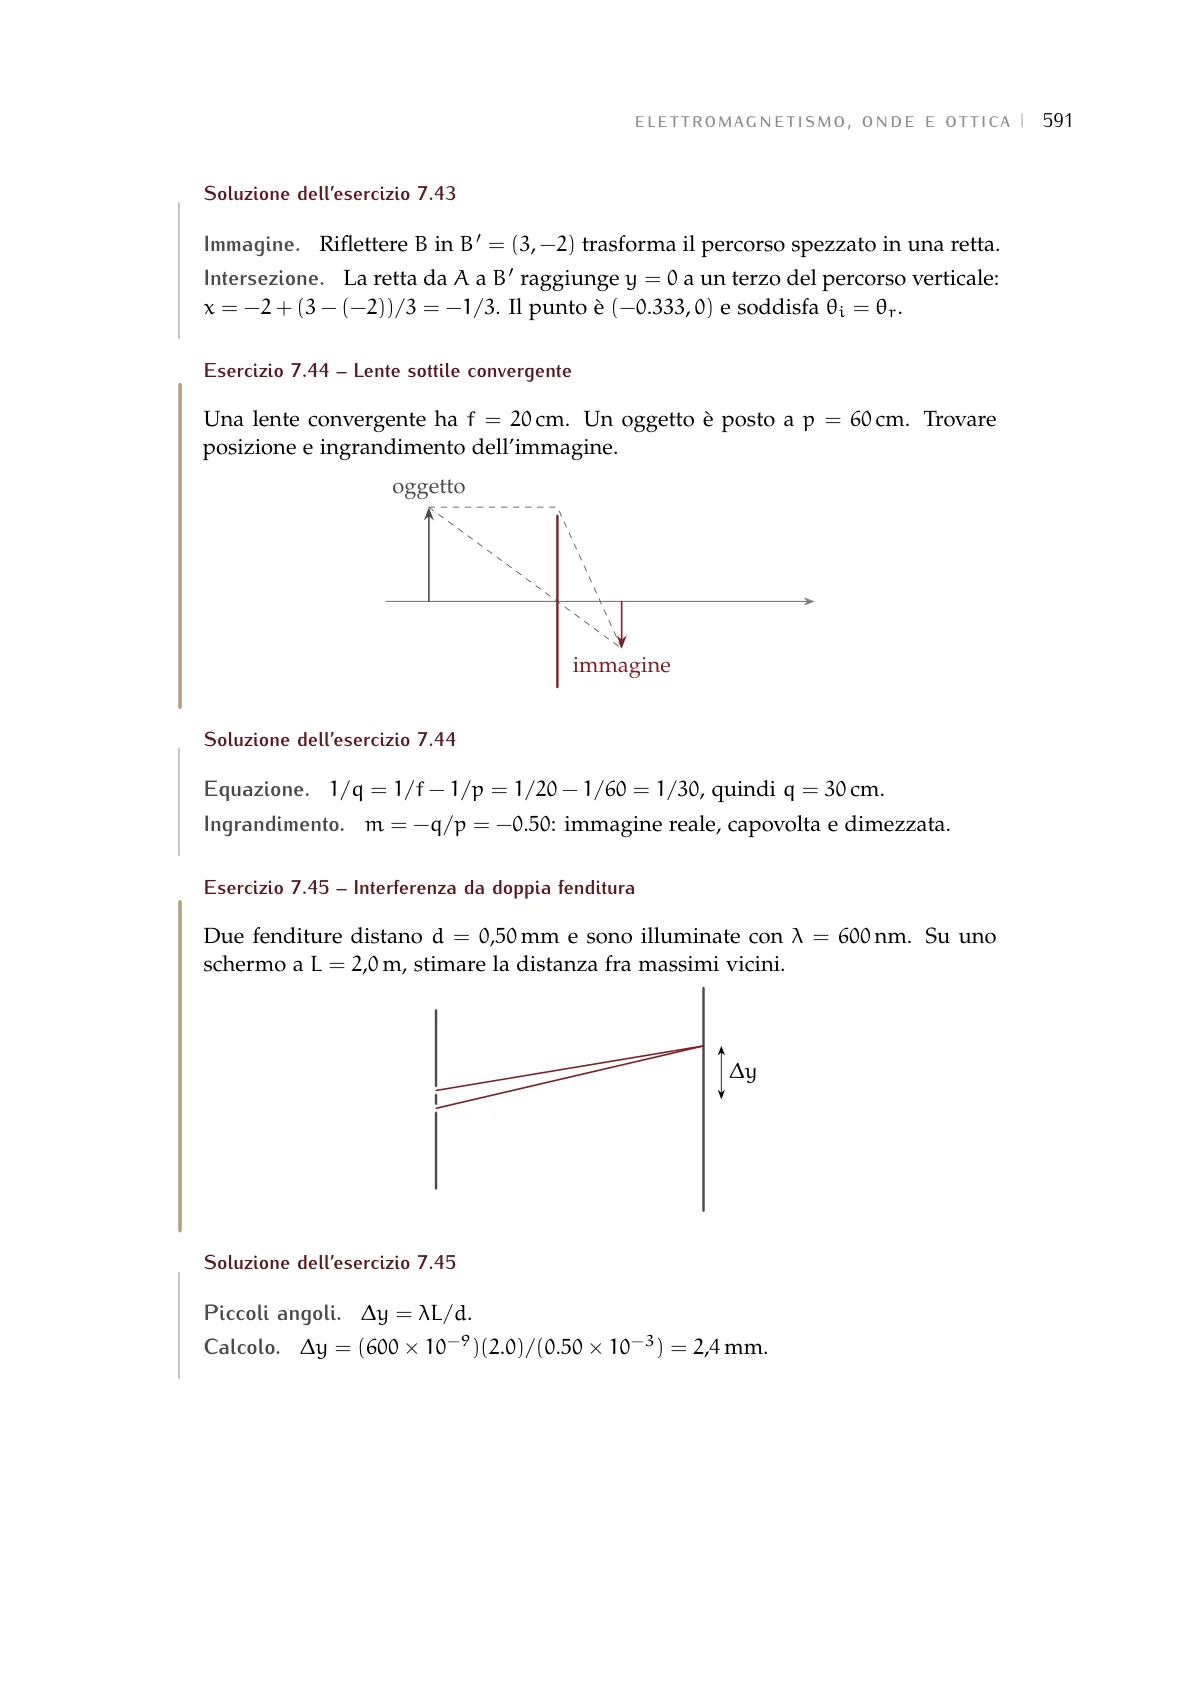 ELETTROMAGNETISMO, ONDE E OTTICA | 591
Soluzione dell'esercizio 7.43
Immagine. Riflettere B in B′ = (3, −2) trasforma il percorso spezzato in una retta.
Intersezione. La retta da A a B′ raggiunge y = 0 a un terzo del percorso verticale:
x = −2 + (3 − (−2))/3 = −1/3. Il punto è (−0.333, 0) e soddisfa θᵢ = θᵣ.
Esercizio 7.44 – Lente sottile convergente
Una lente convergente ha f = 20 cm. Un oggetto è posto a p = 60 cm. Trovare
posizione e ingrandimento dell'immagine.
oggetto
immagine
Soluzione dell'esercizio 7.44
Equazione. 1/q = 1/f − 1/p = 1/20 − 1/60 = 1/30, quindi q = 30 cm.
Ingrandimento. m = −q/p = −0.50: immagine reale, capovolta e dimezzata.
Esercizio 7.45 – Interferenza da doppia fenditura
Due fenditure distano d = 0,50 mm e sono illuminate con λ = 600 nm. Su uno
schermo a L = 2,0 m, stimare la distanza fra massimi vicini.
Δy
Soluzione dell'esercizio 7.45
Piccoli angoli. Δy = λL/d.
Calcolo. Δy = (600 × 10⁻⁹)(2.0)/(0.50 × 10⁻³) = 2,4 mm.